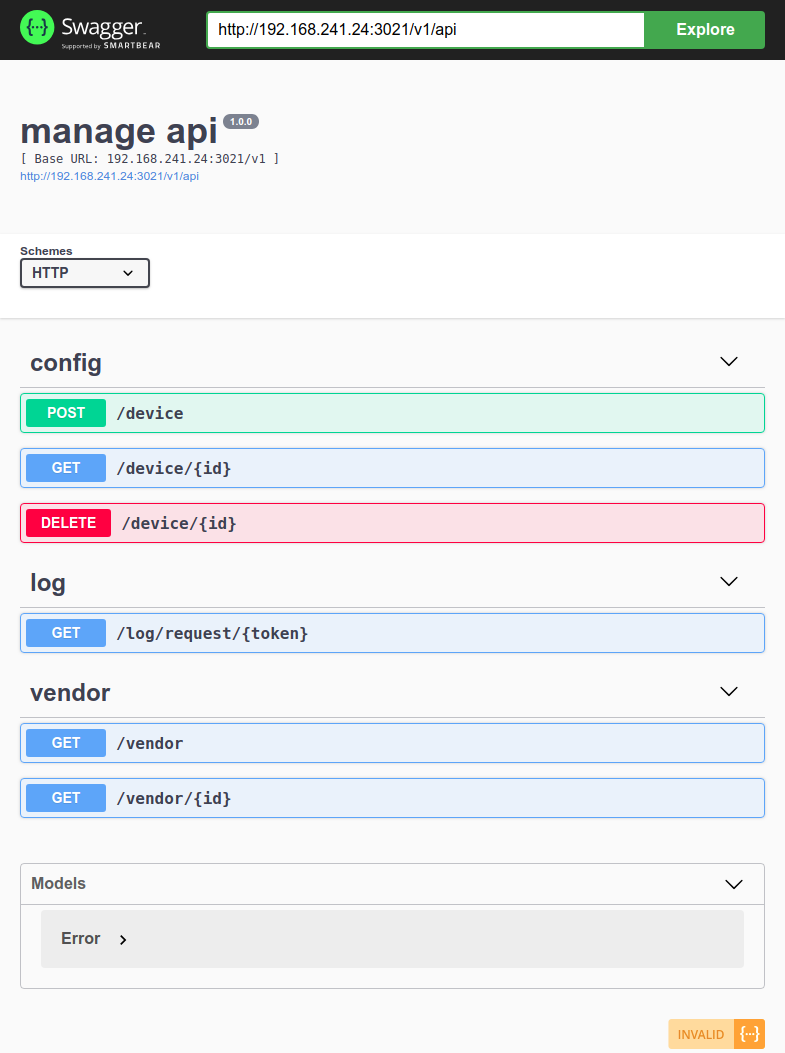 {···} Swagger
Supported by SMARTBEAR
http://192.168.241.24:3021/v1/api
Explore
manage api 1.0.0
[ Base URL: 192.168.241.24:3021/v1 ]
http://192.168.241.24:3021/v1/api
Schemes
HTTP
config
POST /device
GET /device/{id}
DELETE /device/{id}
log
GET /log/request/{token}
vendor
GET /vendor
GET /vendor/{id}
Models
Error
INVALID {···}